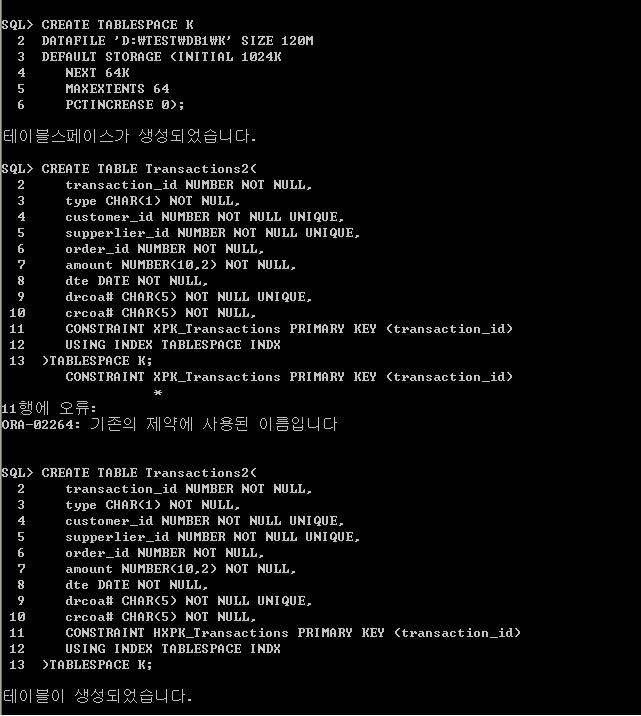 SQL> CREATE TABLESPACE K
2 DATAFILE 'D:₩TEST₩DB1₩K' SIZE 120M
3 DEFAULT STORAGE (INITIAL 1024K
4 NEXT 64K
5 MAXEXTENTS 64
6 PCTINCREASE 0);
테이블스페이스가 생성되었습니다.
SQL> CREATE TABLE Transactions2(
2 transaction_id NUMBER NOT NULL,
3 type CHAR(1) NOT NULL,
4 customer_id NUMBER NOT NULL UNIQUE,
5 supperlier_id NUMBER NOT NULL UNIQUE,
6 order_id NUMBER NOT NULL,
7 amount NUMBER(10,2) NOT NULL,
8 dte DATE NOT NULL,
9 drcoa# CHAR(5) NOT NULL UNIQUE,
10 crcoa# CHAR(5) NOT NULL,
11 CONSTRAINT XPK_Transactions PRIMARY KEY (transaction_id)
12 USING INDEX TABLESPACE INDX
13 )TABLESPACE K;
CONSTRAINT XPK_Transactions PRIMARY KEY (transaction_id)
*
11행에 오류:
ORA-02264: 기존의 제약에 사용된 이름입니다
SQL> CREATE TABLE Transactions2(
2 transaction_id NUMBER NOT NULL,
3 type CHAR(1) NOT NULL,
4 customer_id NUMBER NOT NULL UNIQUE,
5 supperlier_id NUMBER NOT NULL UNIQUE,
6 order_id NUMBER NOT NULL,
7 amount NUMBER(10,2) NOT NULL,
8 dte DATE NOT NULL,
9 drcoa# CHAR(5) NOT NULL UNIQUE,
10 crcoa# CHAR(5) NOT NULL,
11 CONSTRAINT HXPK_Transactions PRIMARY KEY (transaction_id)
12 USING INDEX TABLESPACE INDX
13 )TABLESPACE K;
테이블이 생성되었습니다.